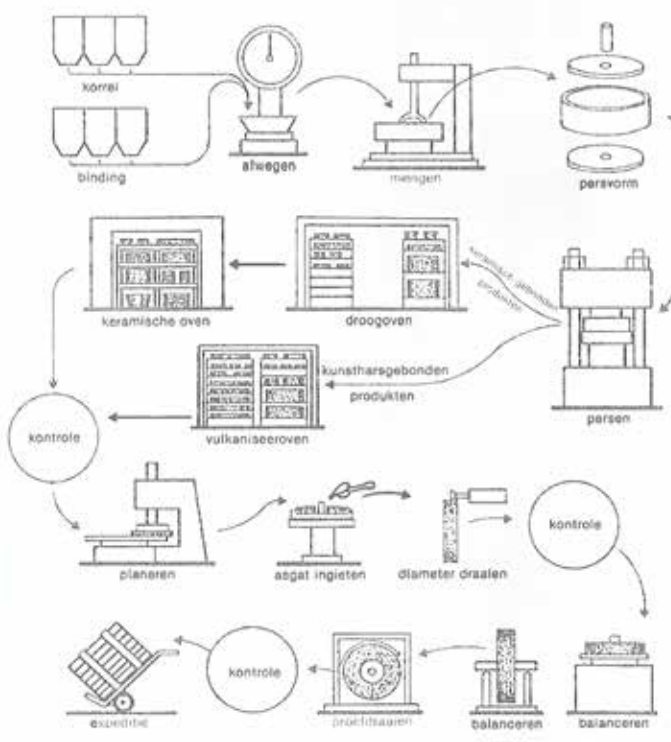 korrel
binding
afwegen
mengen
persvorm
keramische oven
droogoven
keramisch gebonden
produkten
kunstharsgebonden
produkten
persen
vulkaniseeroven
kontrole
planeren
asgat ingieten
diameter draaien
kontrole
expeditie
kontrole
proefdraaien
balanceren
balanceren